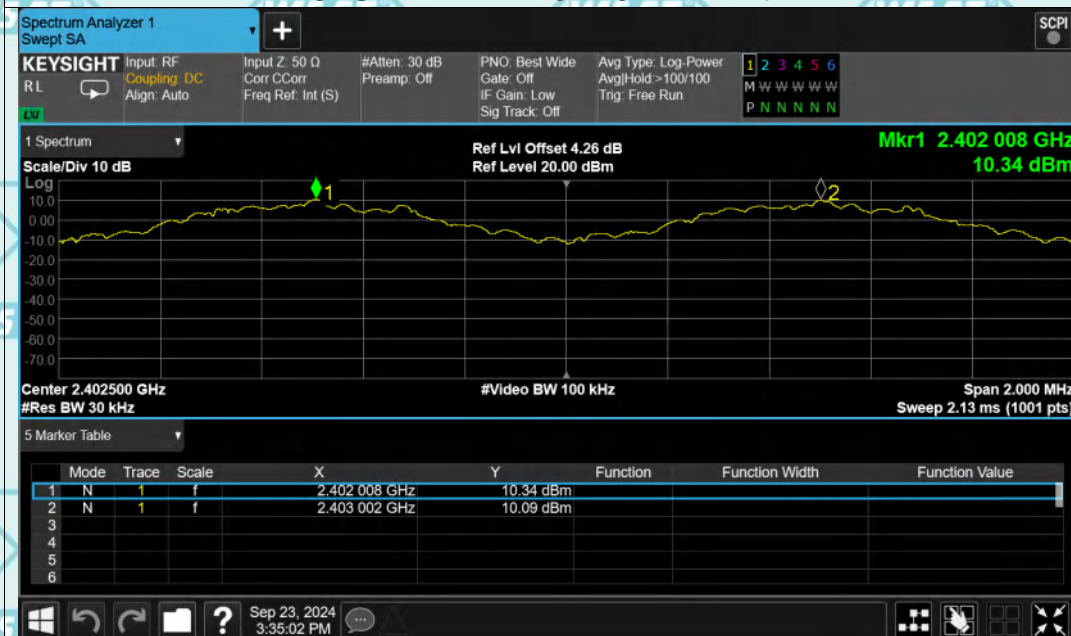 Spectrum Analyzer 1
Swept SA
+
SCPI
KEYSIGHT
R L
LXI
Input: RF
Coupling: DC
Align: Auto
Input Z: 50 Ω
Corr CCorr
Freq Ref: Int (S)
#Atten: 30 dB
Preamp: Off
PNO: Best Wide
Gate: Off
IF Gain: Low
Sig Track: Off
Avg Type: Log-Power
Avg|Hold:>100/100
Trig: Free Run
1 2 3 4 5 6
M W W W W W W
P N N N N N N
1 Spectrum
Scale/Div 10 dB
Ref Lvl Offset 4.26 dB
Ref Level 20.00 dBm
Mkr1 2.402 008 GHz
10.34 dBm
Log
10.0
0.00
-10.0
-20.0
-30.0
-40.0
-50.0
-60.0
-70.0
1
2
Center 2.402500 GHz
#Res BW 30 kHz
#Video BW 100 kHz
Span 2.000 MHz
Sweep 2.13 ms (1001 pts)
5 Marker Table
Mode Trace Scale X Y Function Function Width Function Value
1 N 1 f 2.402 008 GHz 10.34 dBm
2 N 1 f 2.403 002 GHz 10.09 dBm
3
4
5
6
?
Sep 23, 2024
3:35:02 PM